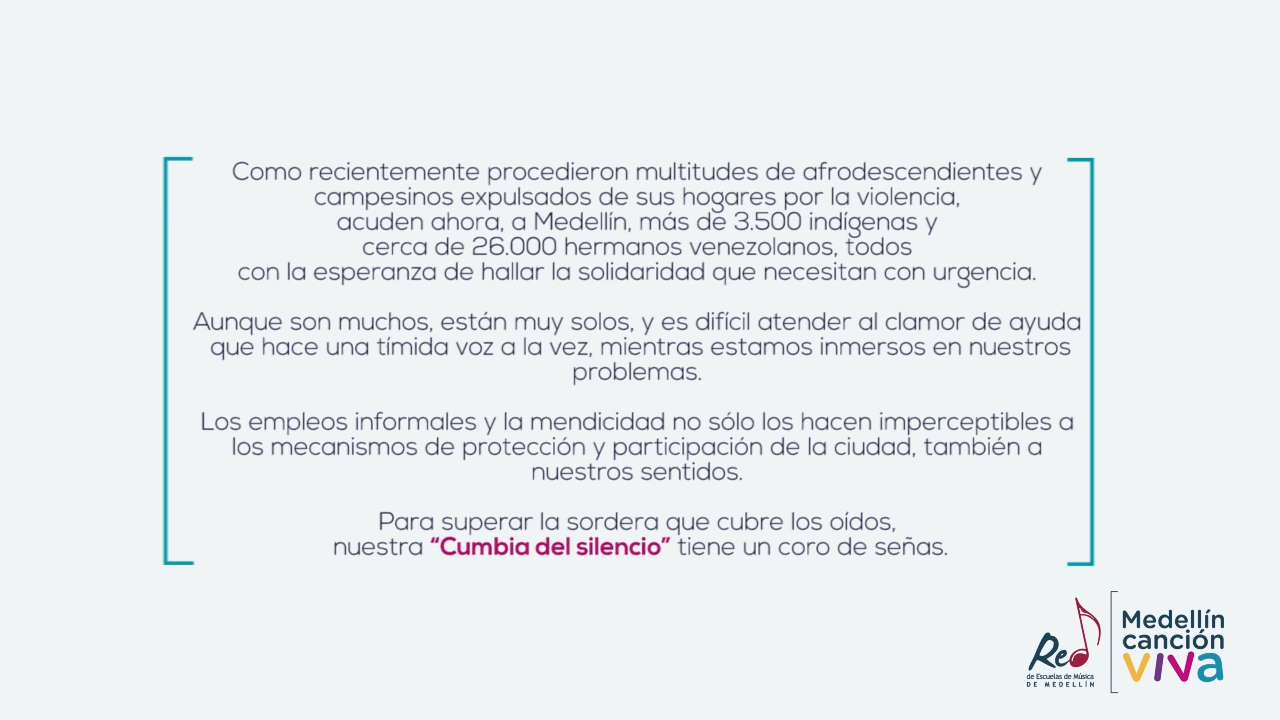 Como recientemente procedieron multitudes de afrodescendientes y
campesinos expulsados de sus hogares por la violencia,
acuden ahora, a Medellín, más de 3.500 indígenas y
cerca de 26.000 hermanos venezolanos, todos
con la esperanza de hallar la solidaridad que necesitan con urgencia.
Aunque son muchos, están muy solos, y es difícil atender al clamor de ayuda
que hace una tímida voz a la vez, mientras estamos inmersos en nuestros
problemas.
Los empleos informales y la mendicidad no sólo los hacen imperceptibles a
los mecanismos de protección y participación de la ciudad, también a
nuestros sentidos.
Para superar la sordera que cubre los oídos,
nuestra “Cumbia del silencio” tiene un coro de señas.
Red
de Escuelas de Música
DE MEDELLÍN
Medellín
canción
viva